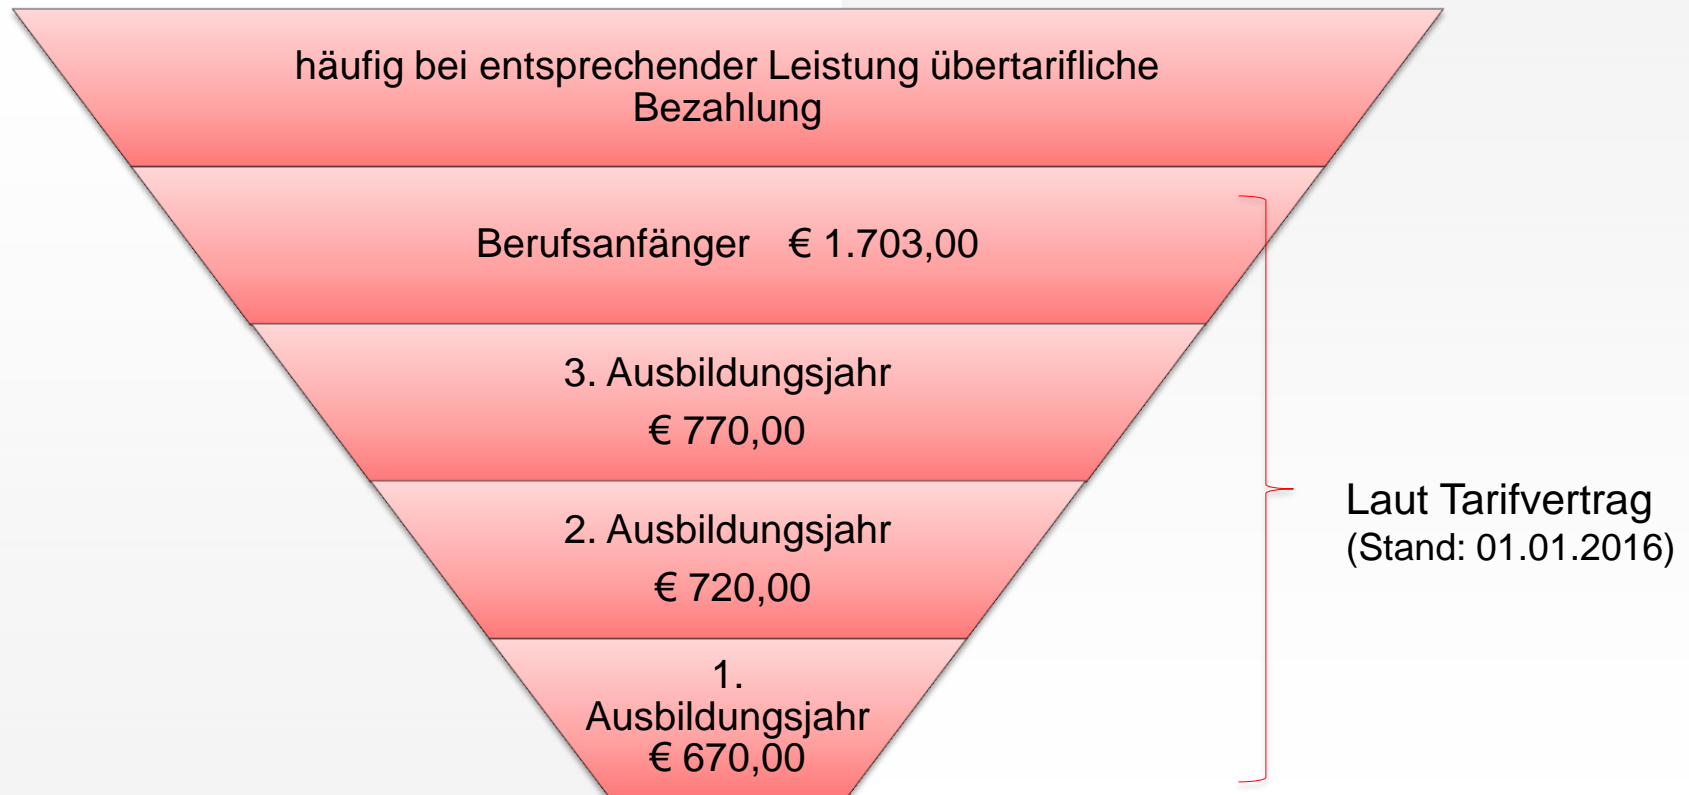 häufig bei entsprechender Leistung übertarifliche
Bezahlung
Berufsanfänger € 1.703,00
3. Ausbildungsjahr
€ 770,00
2. Ausbildungsjahr
€ 720,00
1.
Ausbildungsjahr
€ 670,00
Laut Tarifvertrag
(Stand: 01.01.2016)